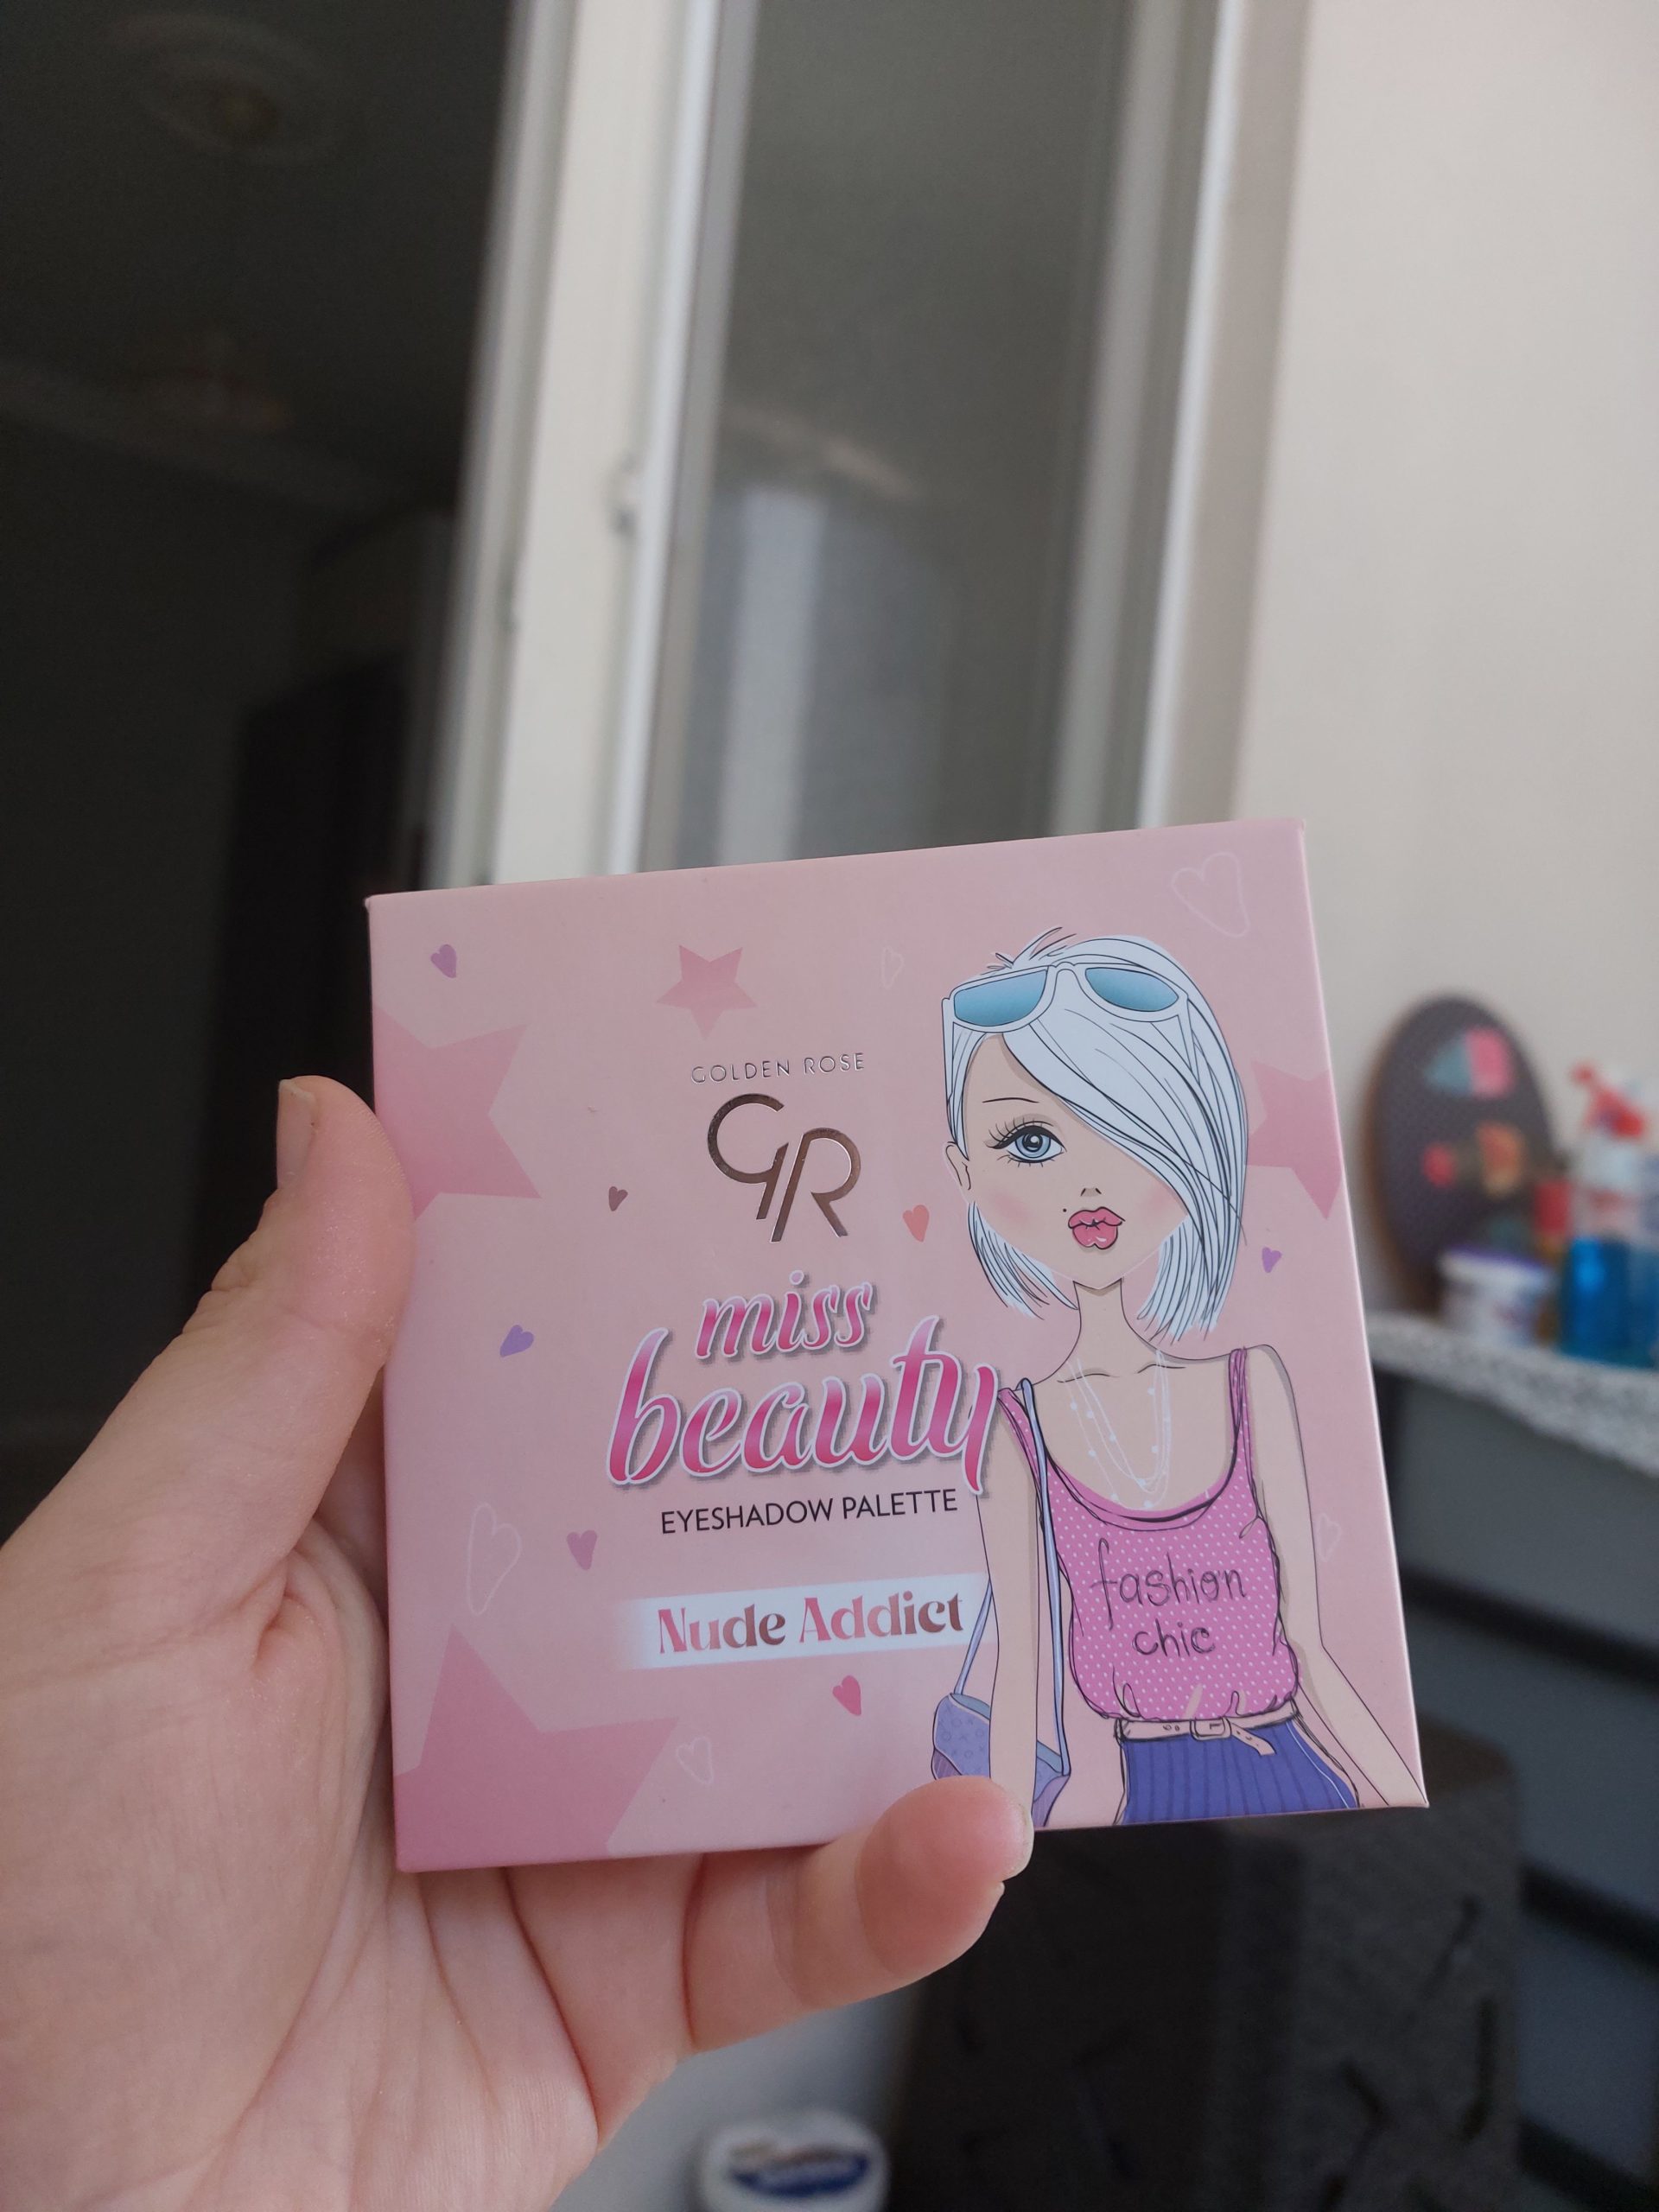 GOLDEN ROSE
GR
miss
beauty
EYESHADOW PALETTE
Nude Addict
fashion
chic